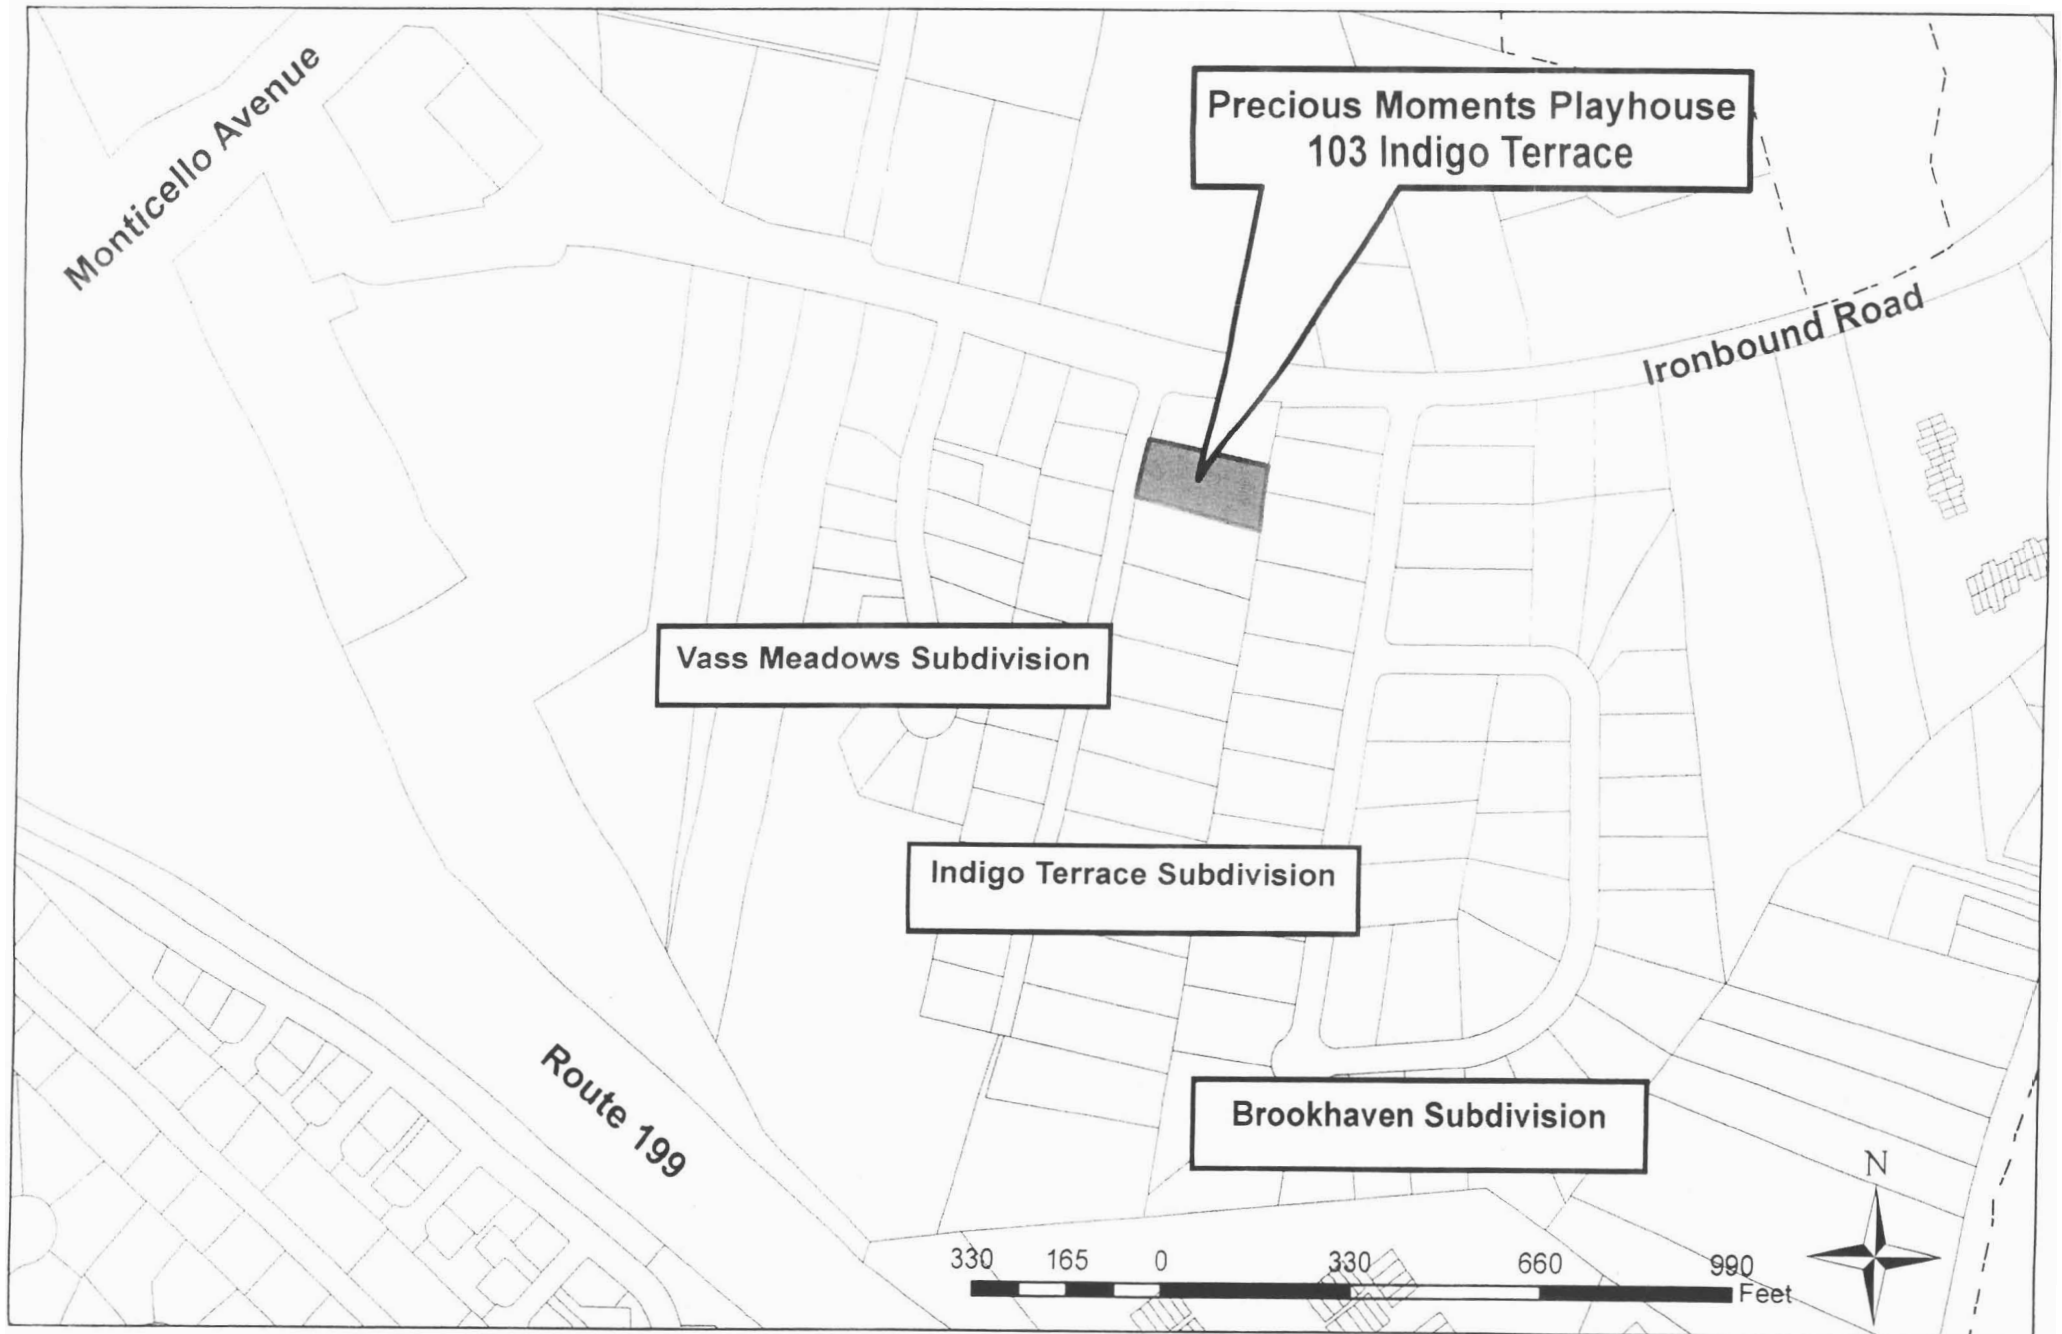 Monticello Avenue
Precious Moments Playhouse
103 Indigo Terrace
Ironbound Road
Vass Meadows Subdivision
Indigo Terrace Subdivision
Route 199
Brookhaven Subdivision
N
330 165 0 330 660 990
Feet